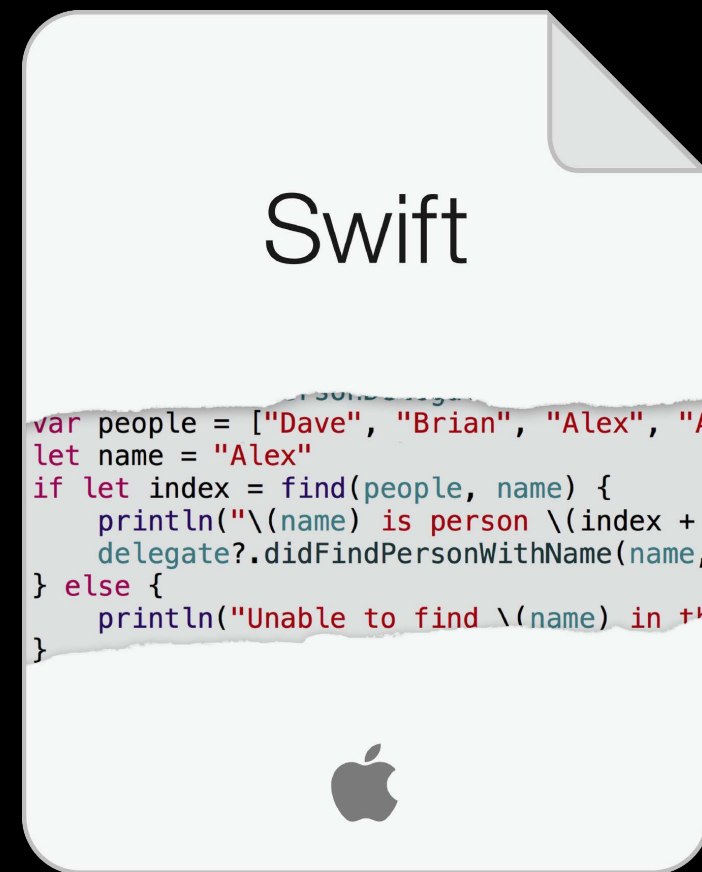 Swift
var people = ["Dave", "Brian", "Alex", "A
let name = "Alex"
if let index = find(people, name) {
    println("\(name) is person \(index +
    delegate?.didFindPersonWithName(name,
} else {
    println("Unable to find \(name) in th
}